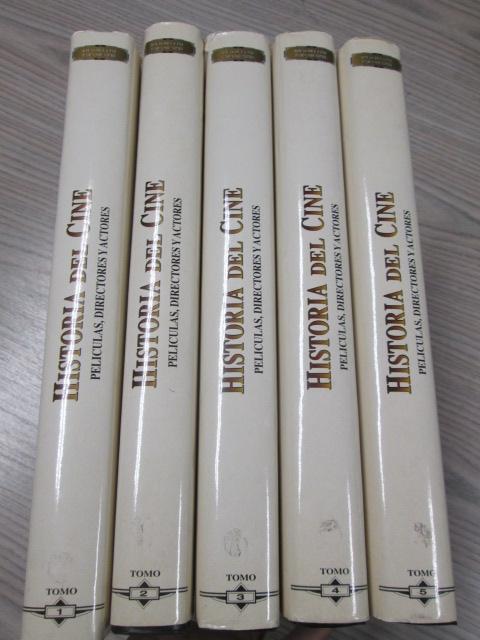 HISTORIA DEL CINE
PELICULAS, DIRECTORES Y ACTORES
TOMO
1
HISTORIA DEL CINE
PELICULAS, DIRECTORES Y ACTORES
TOMO
2
HISTORIA DEL CINE
PELICULAS, DIRECTORES Y ACTORES
TOMO
3
HISTORIA DEL CINE
PELICULAS, DIRECTORES Y ACTORES
TOMO
4
HISTORIA DEL CINE
PELICULAS, DIRECTORES Y ACTORES
TOMO
5